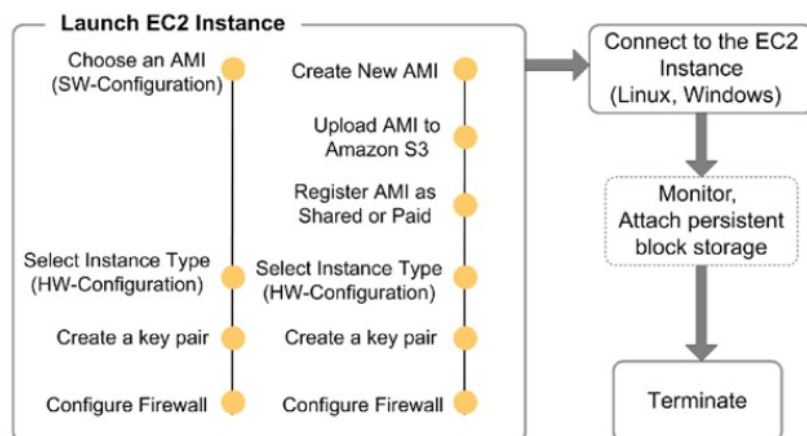 Launch EC2 Instance
Choose an AMI
(SW-Configuration)
Select Instance Type
(HW-Configuration)
Create a key pair
Configure Firewall
Create New AMI
Upload AMI to
Amazon S3
Register AMI as
Shared or Paid
Select Instance Type
(HW-Configuration)
Create a key pair
Configure Firewall
Connect to the EC2
Instance
(Linux, Windows)
Monitor,
Attach persistent
block storage
Terminate